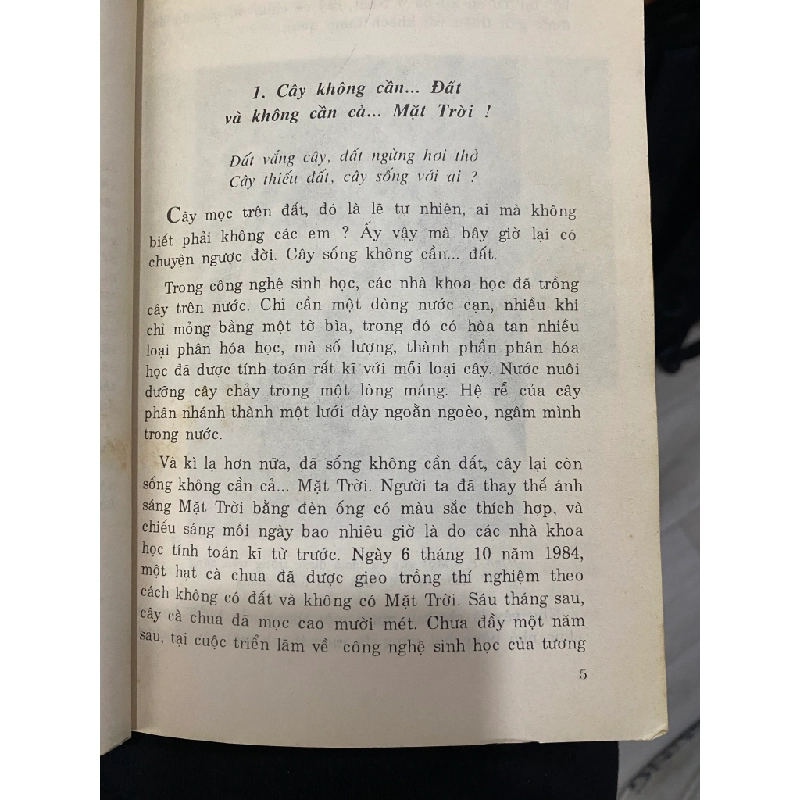 1. Cây không cần... Đất
và không cần cả... Mặt Trời !
Đất vắng cây, đất ngừng hơi thở
Cây thiếu đất, cây sống với ai ?
Cây mọc trên đất, đó là lẽ tự nhiên, ai mà không
biết phải không các em ? Ấy vậy mà bây giờ lại có
chuyện ngược đời. Cây sống không cần... đất.
Trong công nghệ sinh học, các nhà khoa học đã trồng
cây trên nước. Chỉ cần một dòng nước cạn, nhiều khi
chỉ mỏng bằng một tờ bìa, trong đó có hòa tan nhiều
loại phân hóa học, mà số lượng, thành phần phân hóa
học đã được tính toán rất kĩ với mỗi loại cây. Nước nuôi
dưỡng cây chảy trong một lòng máng. Hệ rễ của cây
phân nhánh thành một lưới dày ngoằn ngoèo, ngâm mình
trong nước.
Và kì lạ hơn nữa, đã sống không cần đất, cây lại còn
sống không cần cả... Mặt Trời. Người ta đã thay thế ánh
sáng Mặt Trời bằng đèn ống có màu sắc thích hợp, và
chiếu sáng mỗi ngày bao nhiêu giờ là do các nhà khoa
học tính toán kĩ từ trước. Ngày 6 tháng 10 năm 1984,
một hạt cà chua đã được gieo trồng thí nghiệm theo
cách không có đất và không có Mặt Trời. Sáu tháng sau,
cây cà chua đã mọc cao mười mét. Chưa đầy một năm
sau, tại cuộc triển lãm về công nghệ sinh học của tương
5